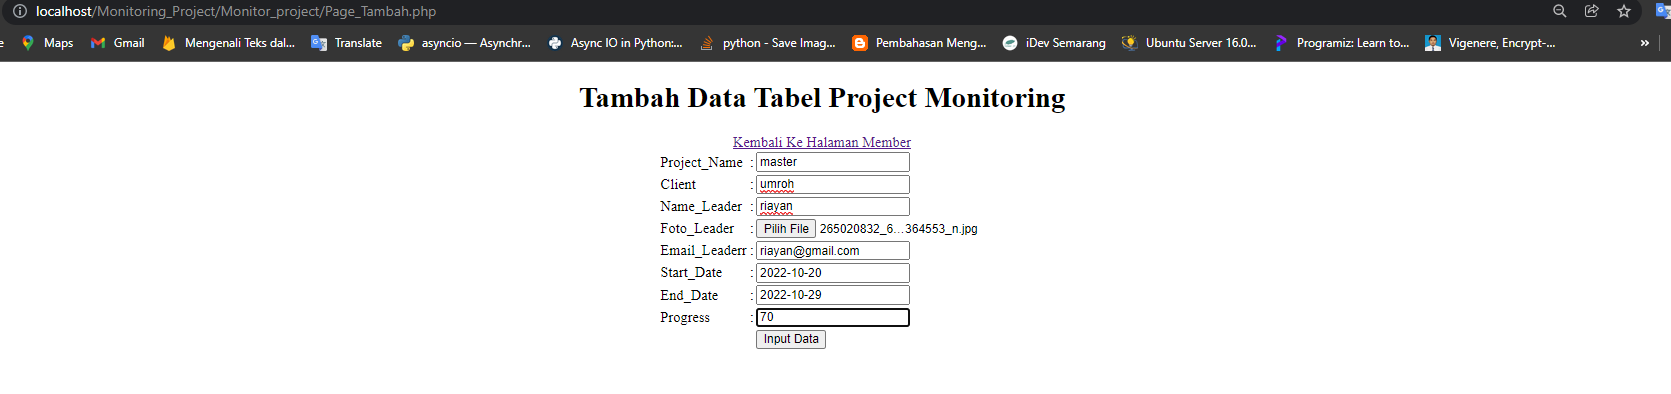 localhost/Monitoring_Project/Monitor_project/Page_Tambah.php
e Maps Gmail Mengenali Teks dal... Translate asyncio — Asynchr... Async IO in Python:... python - Save Imag... Pembahasan Meng... iDev Semarang Ubuntu Server 16.0... Programiz: Learn to... Vigenere, Encrypt-... »
Tambah Data Tabel Project Monitoring
Kembali Ke Halaman Member
Project_Name : master
Client : umroh
Name_Leader : riayan
Foto_Leader : Pilih File 265020832_6...364553_n.jpg
Email_Leaderr : riayan@gmail.com
Start_Date : 2022-10-20
End_Date : 2022-10-29
Progress : 70
Input Data